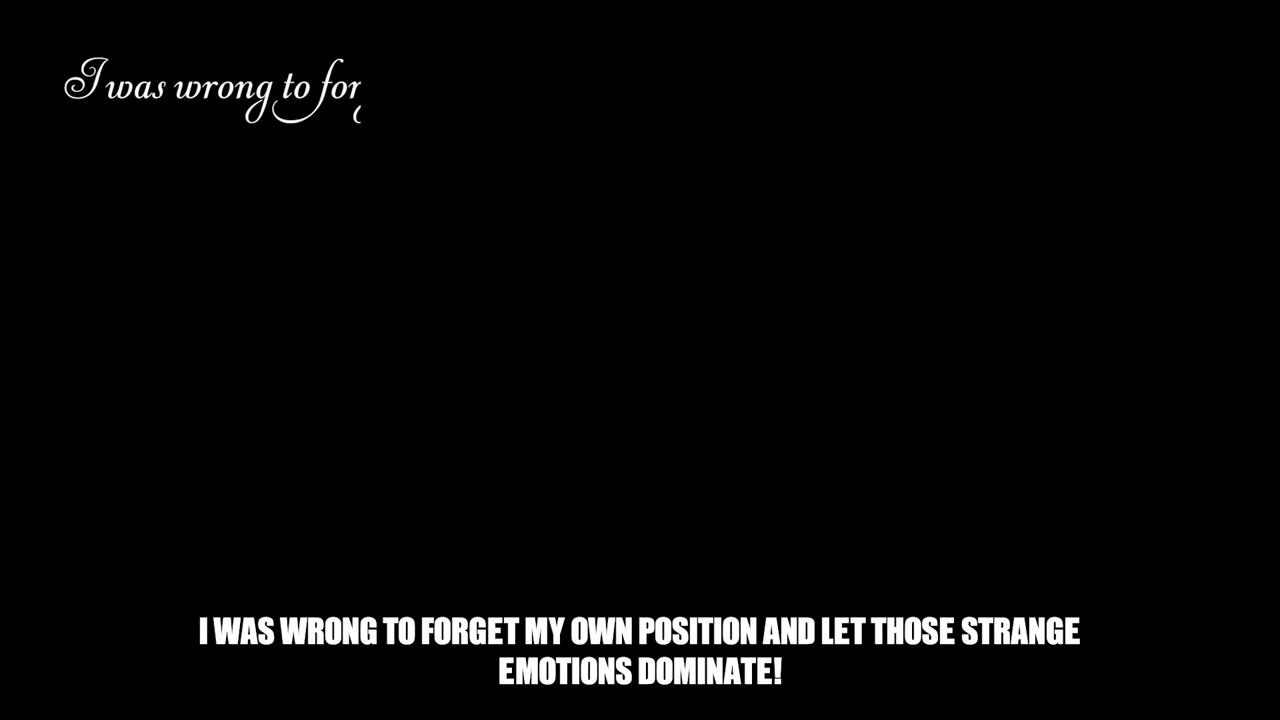 I was wrong to for
I WAS WRONG TO FORGET MY OWN POSITION AND LET THOSE STRANGE
EMOTIONS DOMINATE!